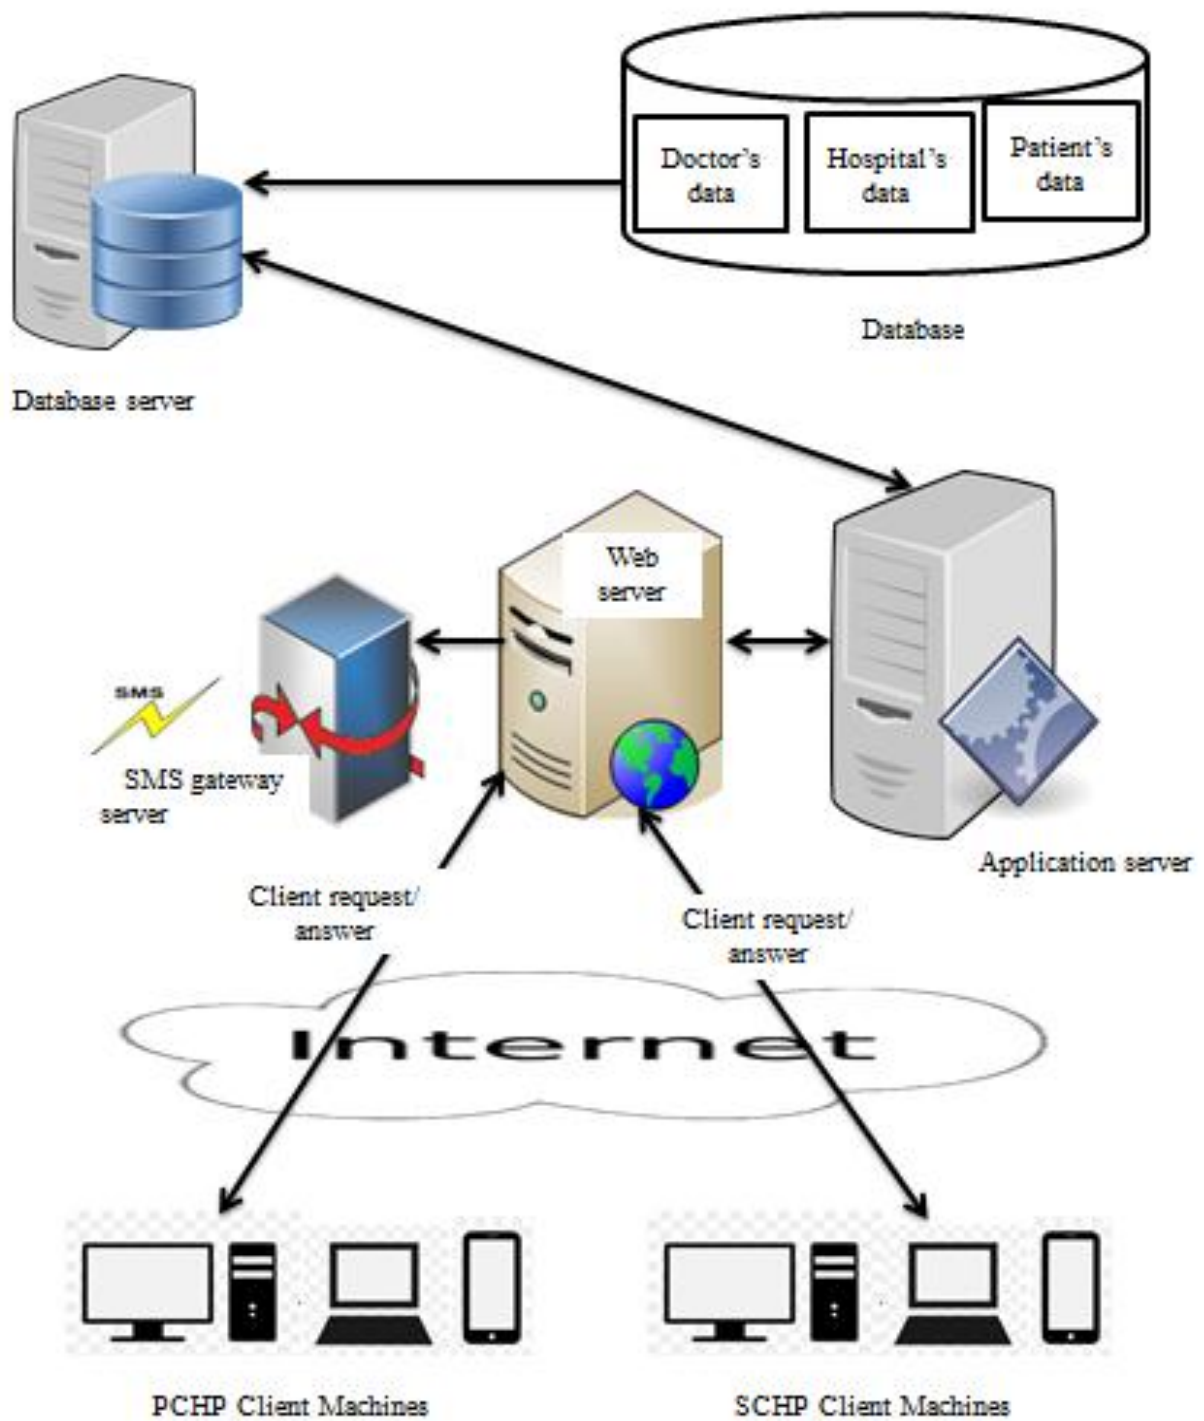 Doctor's
data
Hospital's
data
Patient's
data
Database
Database server
Web
server
SMS
SMS gateway
server
Application server
Client request/
answer
Client request/
answer
Internet
PCHP Client Machines
SCHP Client Machines